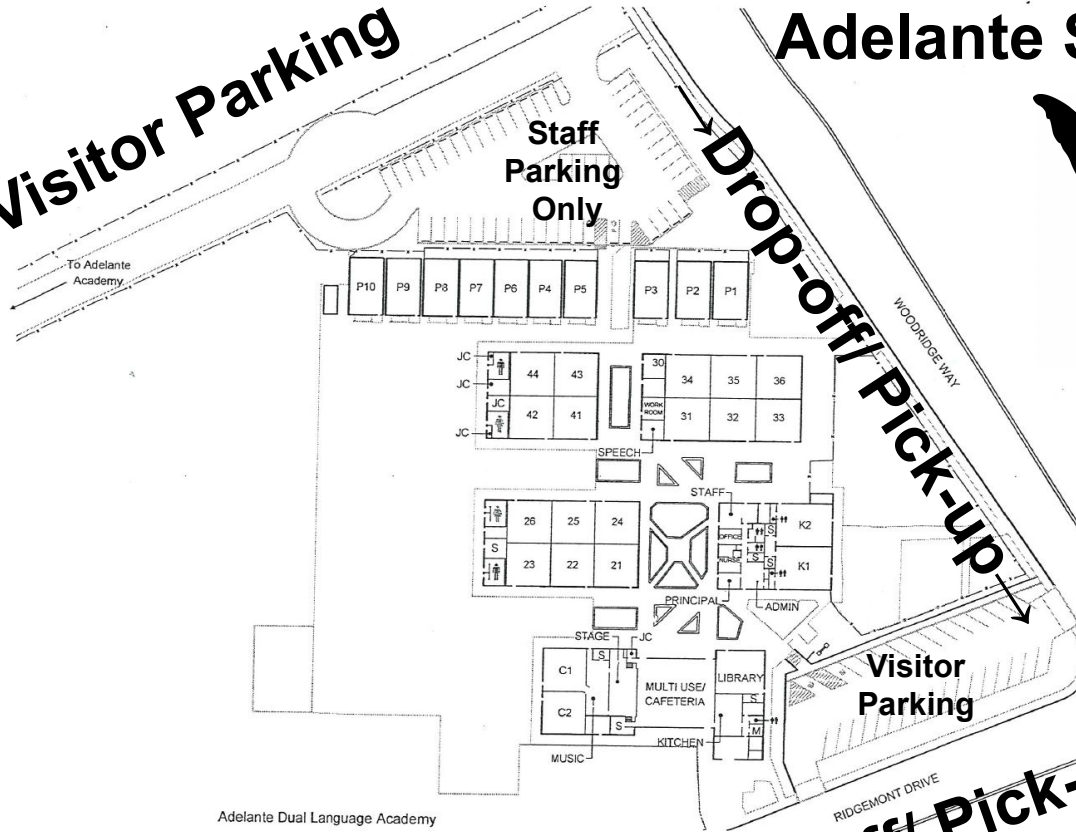 Adelante S
Visitor Parking
Staff
Parking
Only
Drop-off/ Pick-up
To Adelante
Academy
WOODRIDGE WAY
P10
P9
P8
P7
P6
P4
P5
P3
P2
P1
JC
JC
JC
JC
44
43
42
41
30
34
35
36
WORK
ROOM
31
32
33
SPEECH
STAFF
26
25
24
S
23
22
21
OFFICE
NURSE
S
S
S
K2
K1
PRINCIPAL
ADMIN
STAGE
JC
S
C1
C2
S
MULTI USE/
CAFETERIA
LIBRARY
S
M
KITCHEN
MUSIC
Visitor
Parking
RIDGEMONT DRIVE
Pick-
Adelante Dual Language Academy